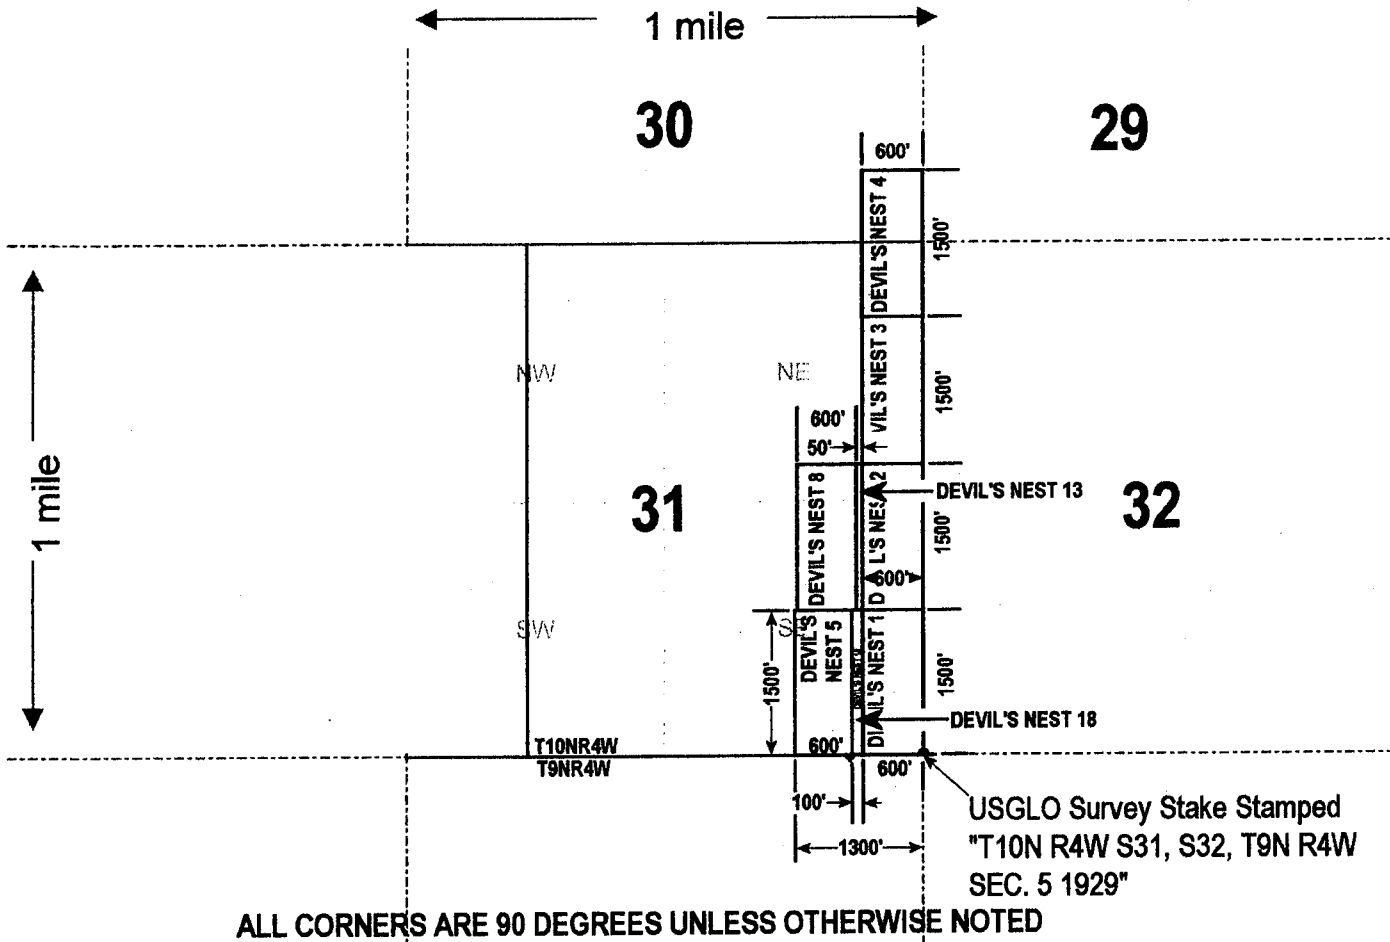 1 mile
30
29
600'
DEVIL'S NEST 4
1500'
1 mile
NW
NE
VIL'S NEST 3
1500'
600'
50'
31
32
DEVIL'S NEST 8
DEVIL'S NEST 13
L'S NEST 2
1500'
600'
SW
DEVIL'S
NEST 5
1500'
IL'S NEST 1
1500'
DEVIL'S NEST 18
600'
600'
T10NR4W
T9NR4W
100'
1300'
USGLO Survey Stake Stamped
"T10N R4W S31, S32, T9N R4W
SEC. 5 1929"
ALL CORNERS ARE 90 DEGREES UNLESS OTHERWISE NOTED